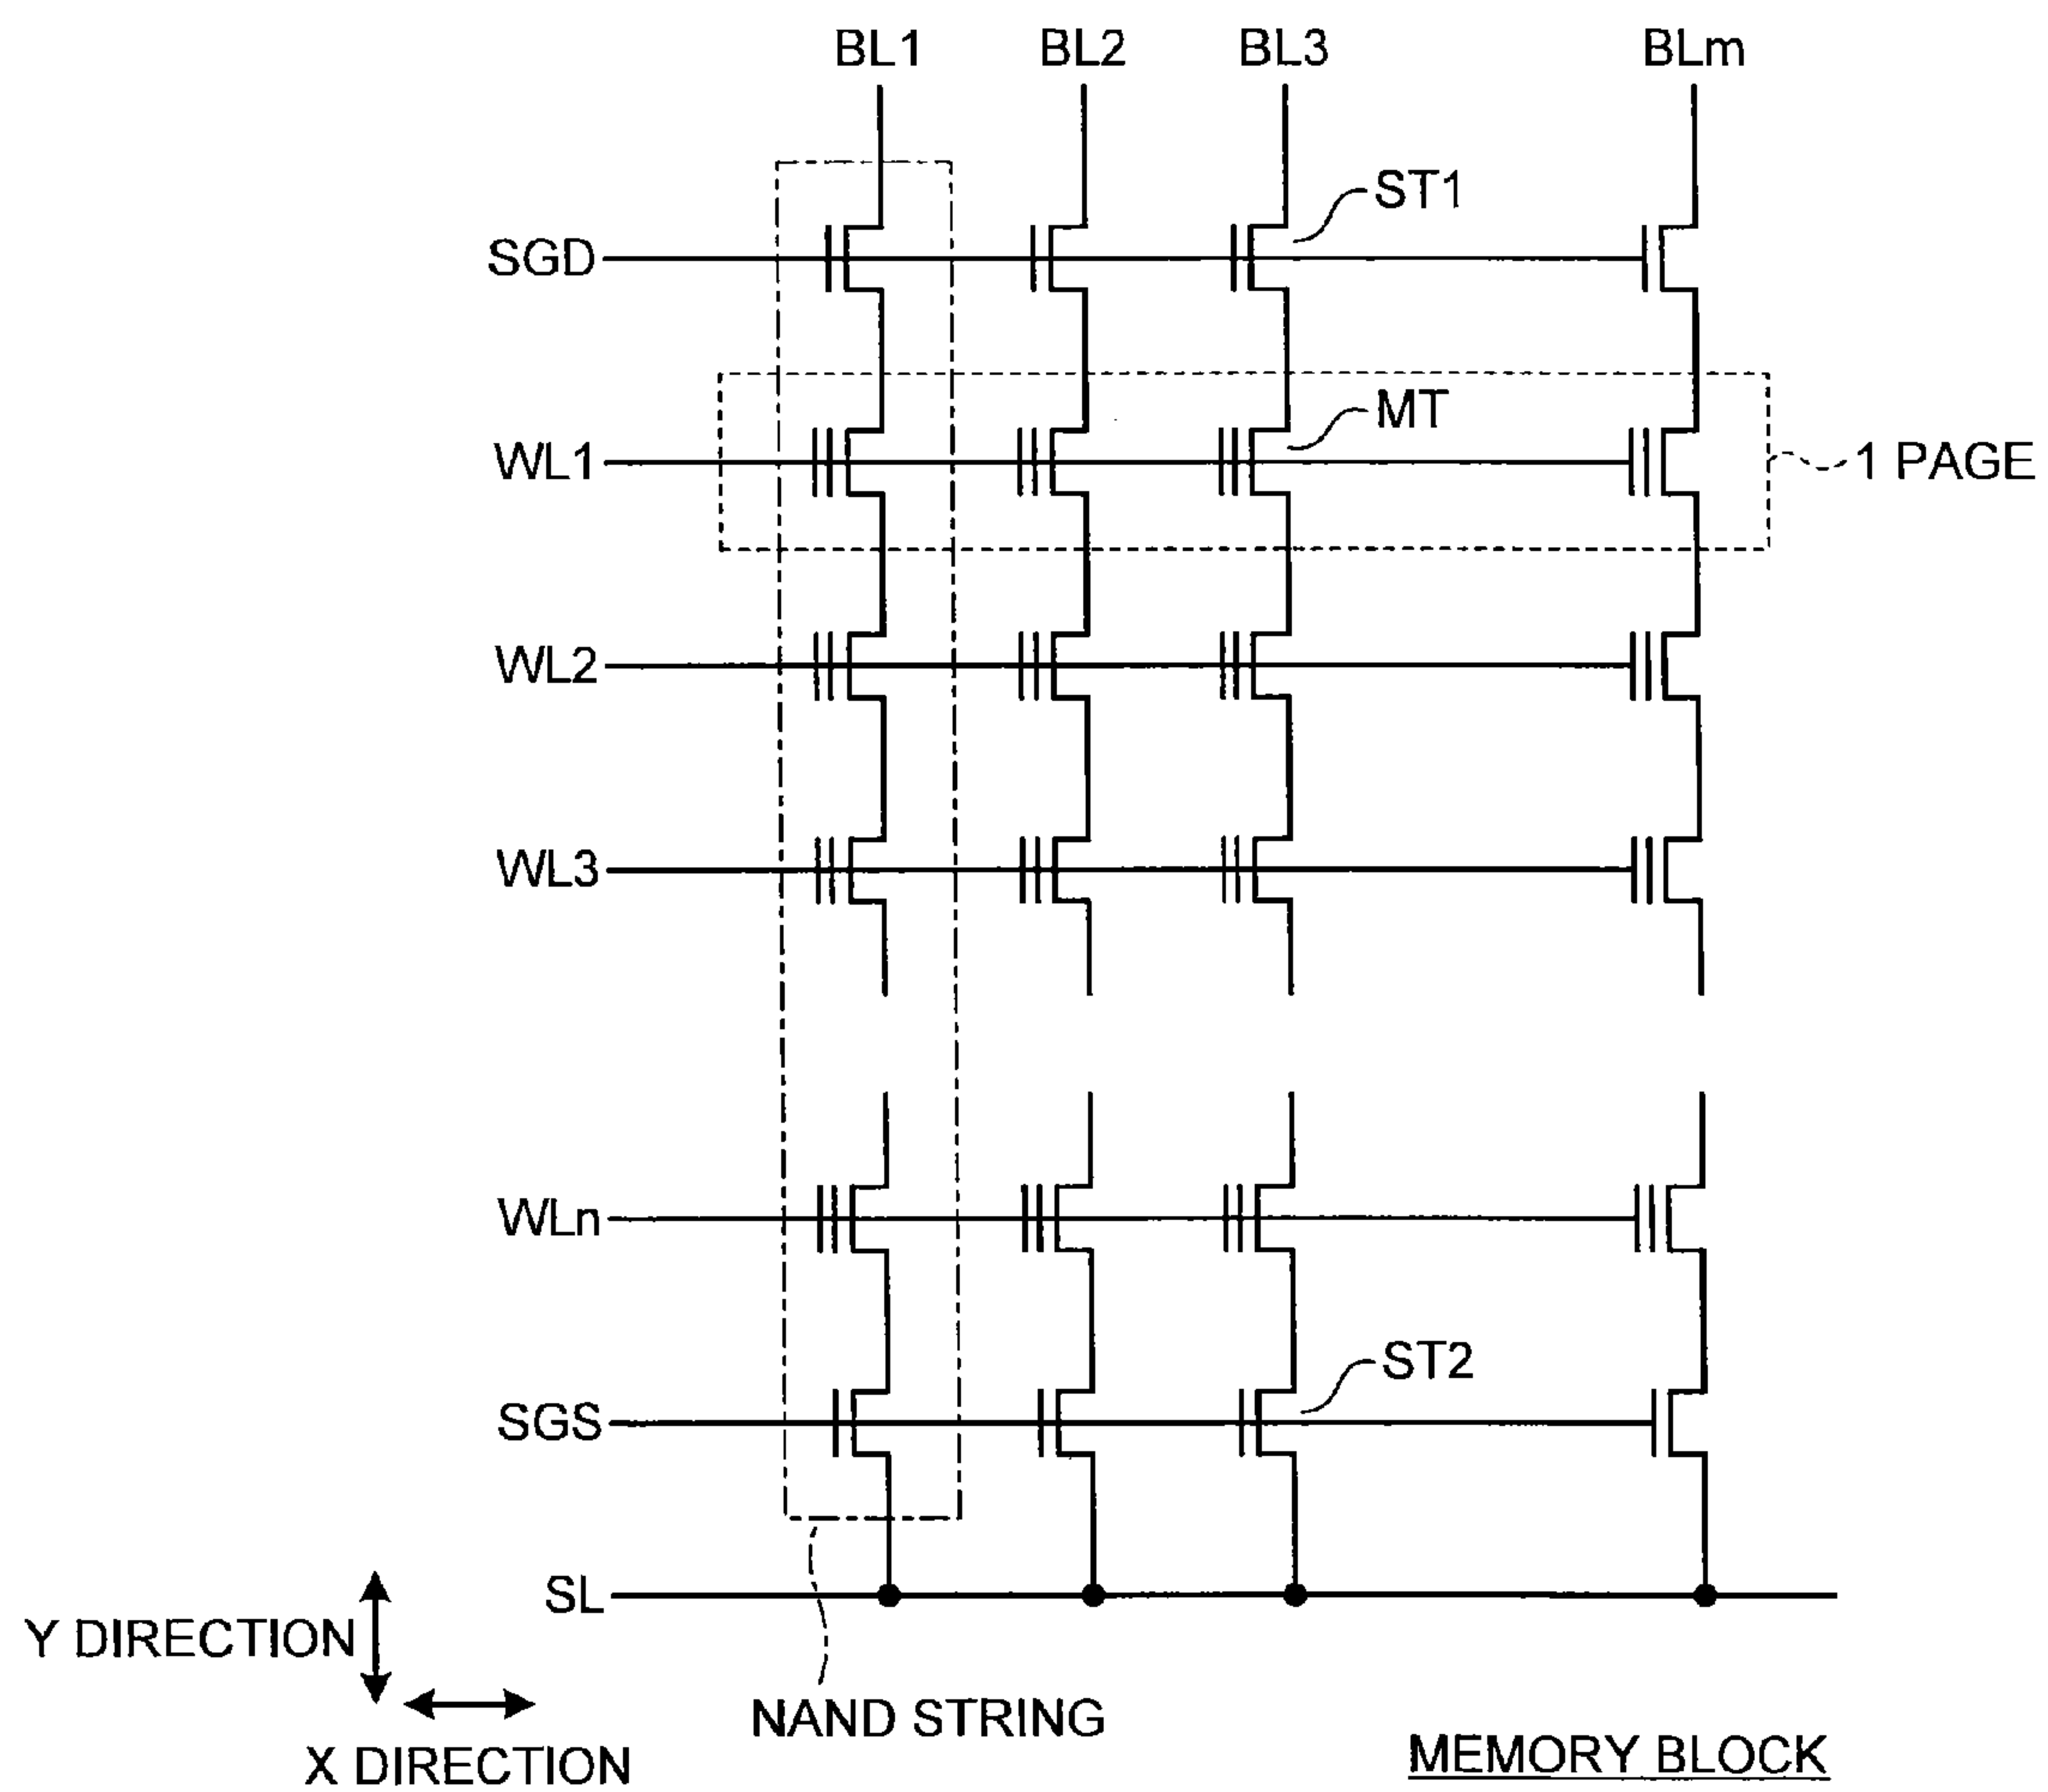 BL1 BL2 BL3 BLm
ST1
SGD
MT
WL1
1 PAGE
WL2
WL3
WLn
ST2
SGS
SL
Y DIRECTION
NAND STRING
X DIRECTION
MEMORY BLOCK